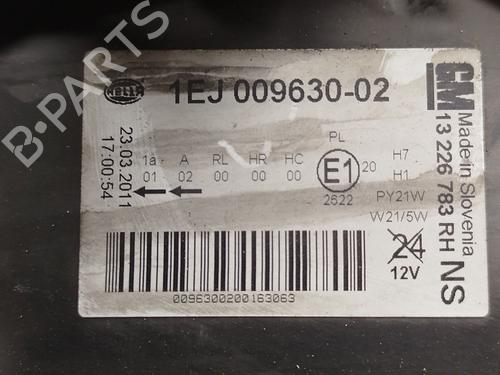 HELLA
1EJ 009630-02
GM
23.03.2011
17:00:54
PL
1a A RL HR HC
01 02 00 00 00
E1
20
2622
H7
H1
PY21W
W21/5W
24
12V
Made in Slovenia
13 226 783 RH
NS
0096300200163063
B-PARTS